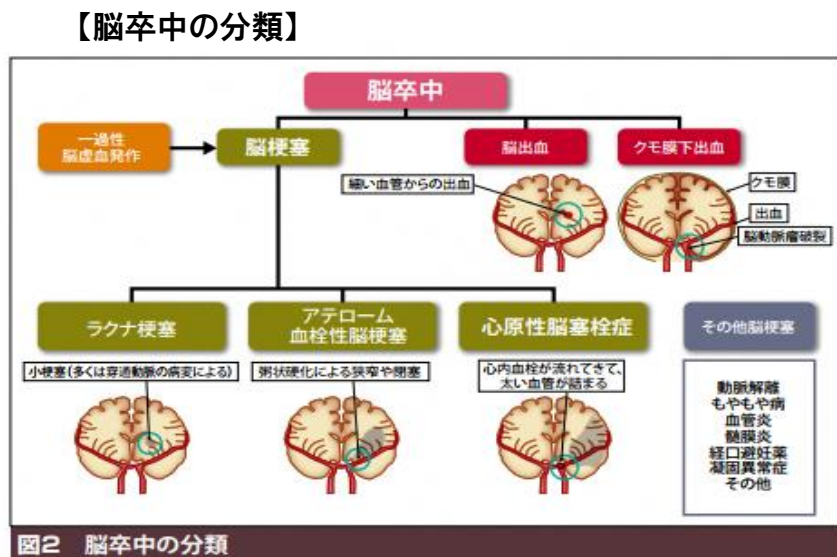 【脳卒中の分類】
脳卒中
一過性
脳虚血発作
脳梗塞
脳出血
クモ膜下出血
細い血管からの出血
クモ膜
出血
脳動脈瘤破裂
ラクナ梗塞
アテローム
血栓性脳梗塞
心原性脳塞栓症
その他脳梗塞
小梗塞(多くは穿通動脈の病変による)
粥状硬化による狭窄や閉塞
心内血栓が流れてきて、
太い血管が詰まる
動脈解離
もやもや病
血管炎
髄膜炎
経口避妊薬
凝固異常症
その他
図2 脳卒中の分類